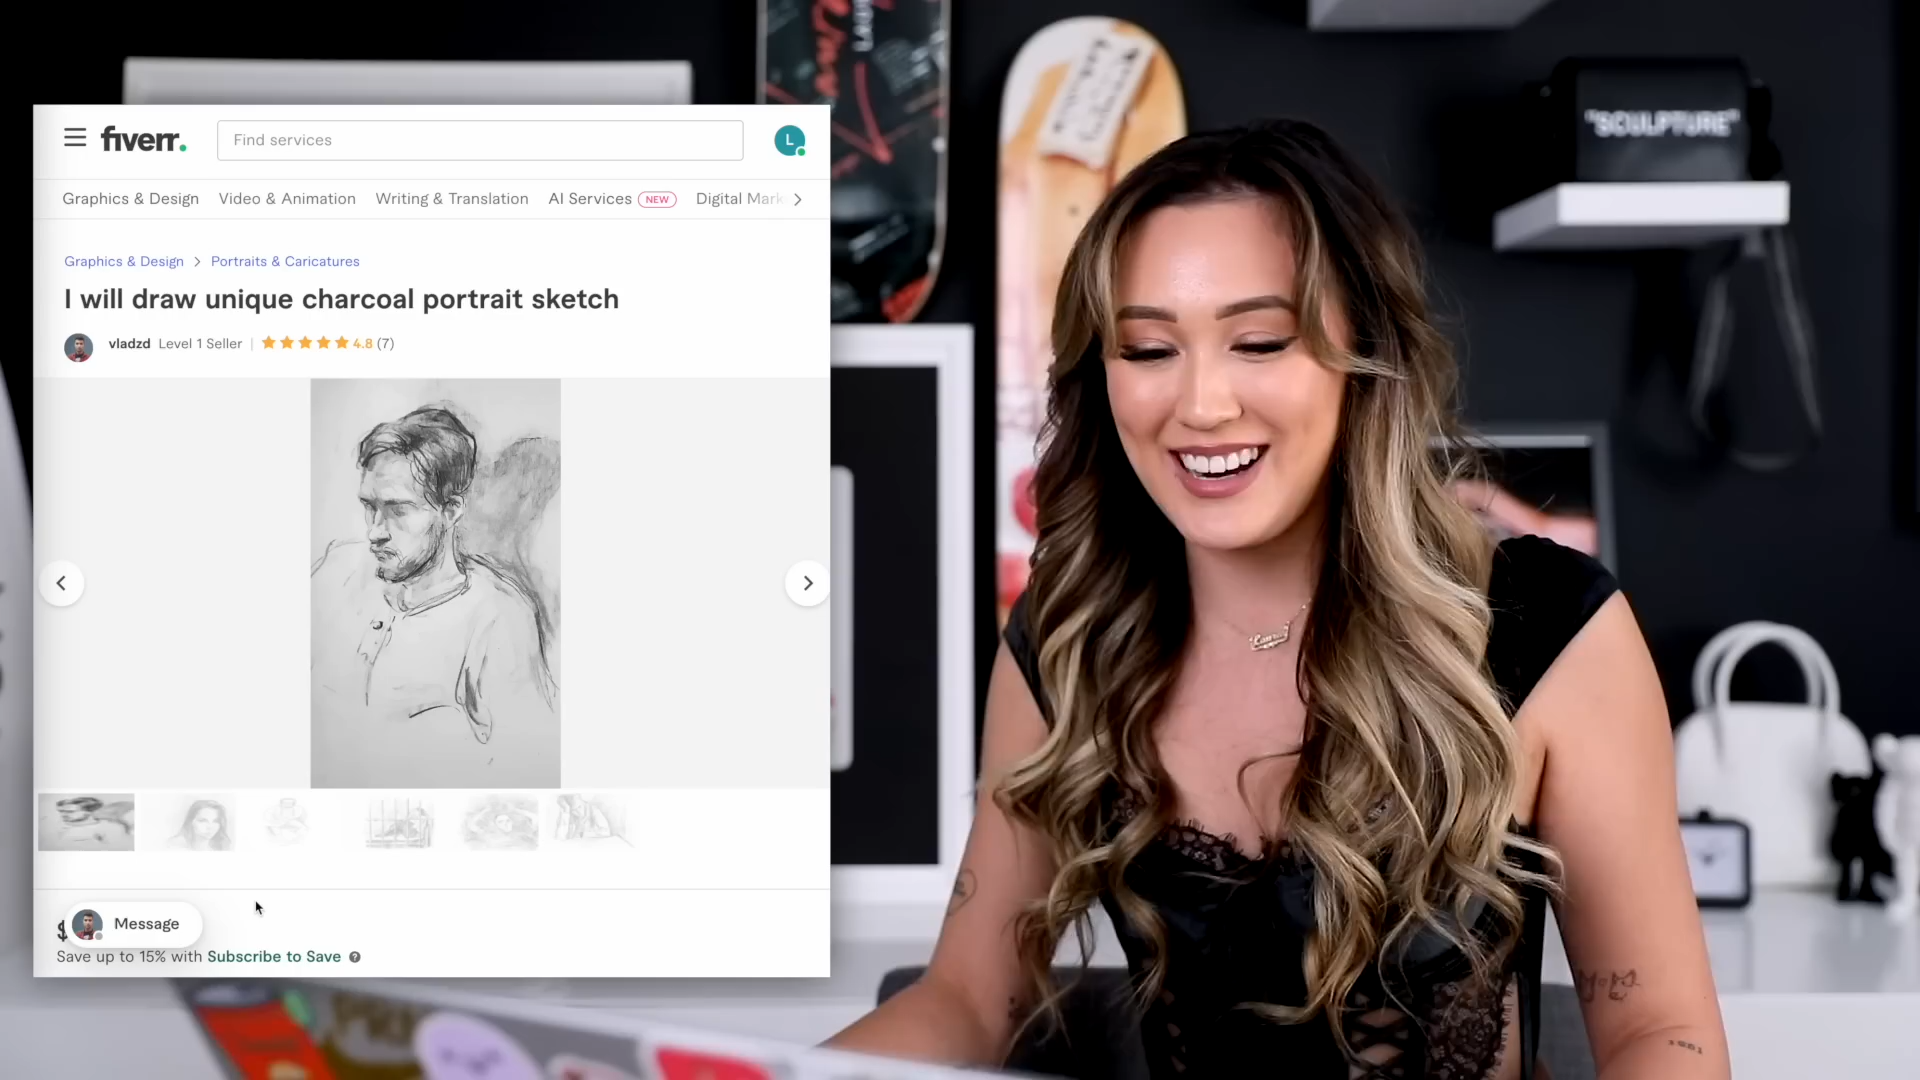 fiverr.
Find services
L
Graphics & Design
Video & Animation
Writing & Translation
AI Services NEW
Digital Mark
Graphics & Design > Portraits & Caricatures
I will draw unique charcoal portrait sketch
vladzd Level 1 Seller | 4.8 (7)
$
Message
Save up to 15% with Subscribe to Save ?
"SCULPTURE"